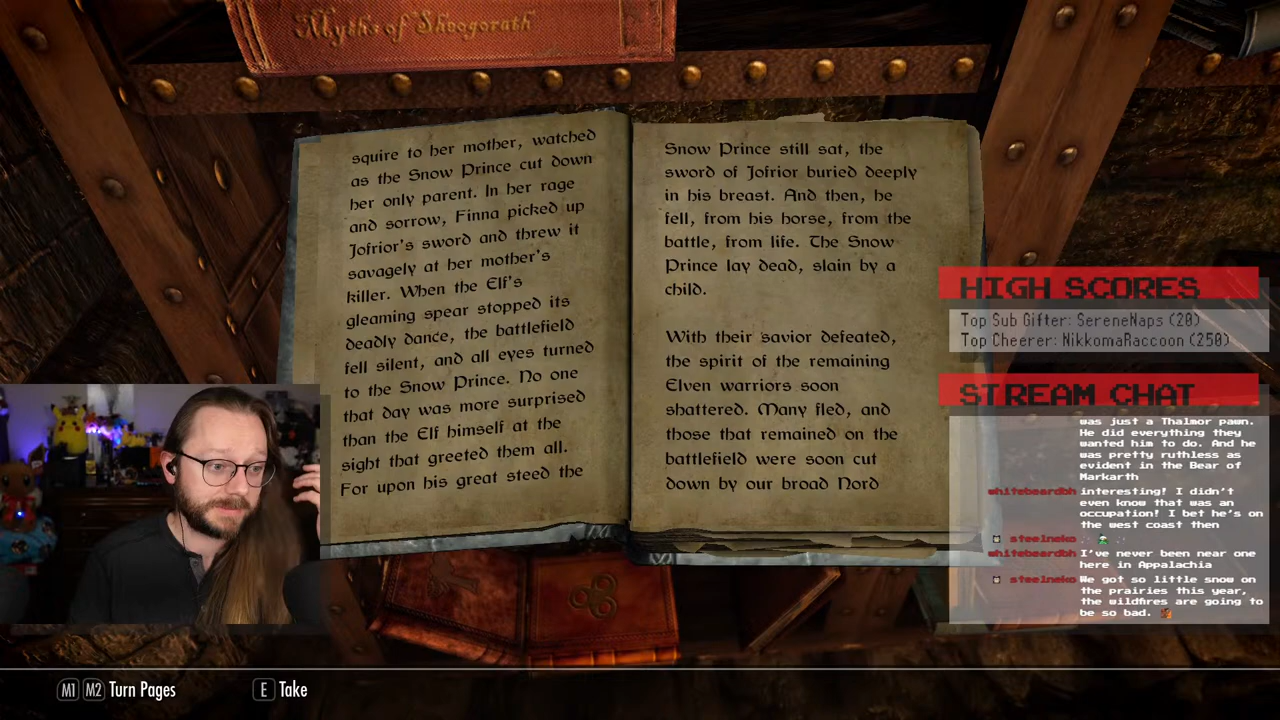 Myths of Sheogorath
squire to her mother, watched
as the Snow Prince cut down
her only parent. In her rage
and sorrow, Finna picked up
Jofrior's sword and threw it
savagely at her mother's
killer. When the Elf's
gleaming spear stopped its
deadly dance, the battlefield
fell silent, and all eyes turned
to the Snow Prince. No one
that day was more surprised
than the Elf himself at the
sight that greeted them all.
For upon his great steed the
Snow Prince still sat, the
sword of Jofrior buried deeply
in his breast. And then, he
fell, from his horse, from the
battle, from life. The Snow
Prince lay dead, slain by a
child.
With their savior defeated,
the spirit of the remaining
Elven warriors soon
shattered. Many fled, and
those that remained on the
battlefield were soon cut
down by our broad Nord
HIGH SCORES
Top Sub Gifter: SereneNaps (20)
Top Cheerer: NikkomaRaccoon (250)
STREAM CHAT
was just a Thalmor pawn.
He did everything they
wanted him to do. And he
was pretty ruthless as
evident in the Bear of
Markarth
whitebeardbh interesting! I didn't
even know that was an
occupation! I bet he's on
the west coast then
steelneko
whitebeardbh I've never been near one
here in Appalachia
steelneko We got so little snow on
the prairies this year,
the wildfires are going to
be so bad.
M1 M2 Turn Pages
E Take